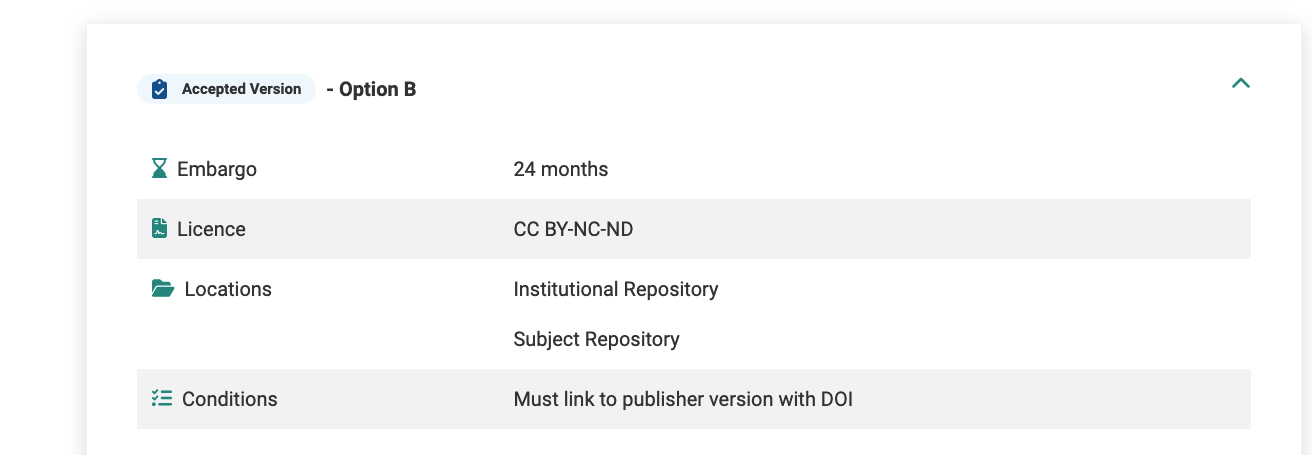 Accepted Version - Option B
Embargo 24 months
Licence CC BY-NC-ND
Locations Institutional Repository
Subject Repository
Conditions Must link to publisher version with DOI